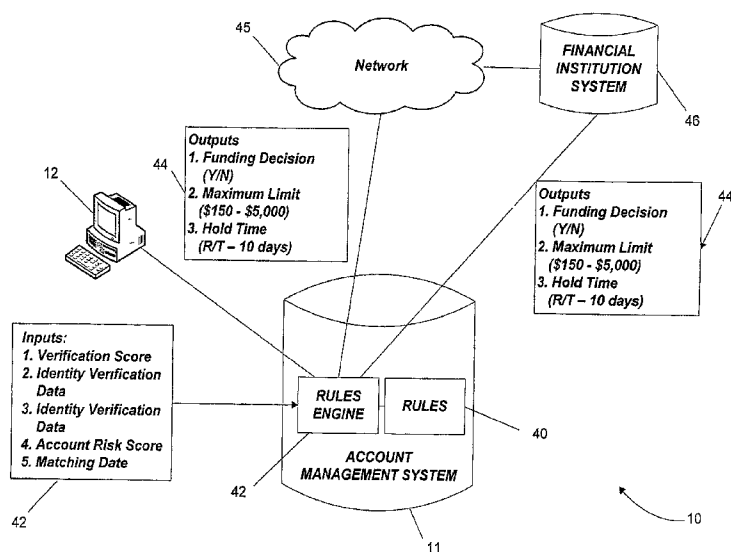 45
Network
FINANCIAL
INSTITUTION
SYSTEM
46
12
44
Outputs
1. Funding Decision
(Y/N)
2. Maximum Limit
($150 - $5,000)
3. Hold Time
(R/T – 10 days)
Outputs
1. Funding Decision
(Y/N)
2. Maximum Limit
($150 - $5,000)
3. Hold Time
(R/T – 10 days)
44
Inputs:
1. Verification Score
2. Identity Verification
Data
3. Identity Verification
Data
4. Account Risk Score
5. Matching Date
42
RULES
ENGINE
RULES
40
42
ACCOUNT
MANAGEMENT SYSTEM
11
10